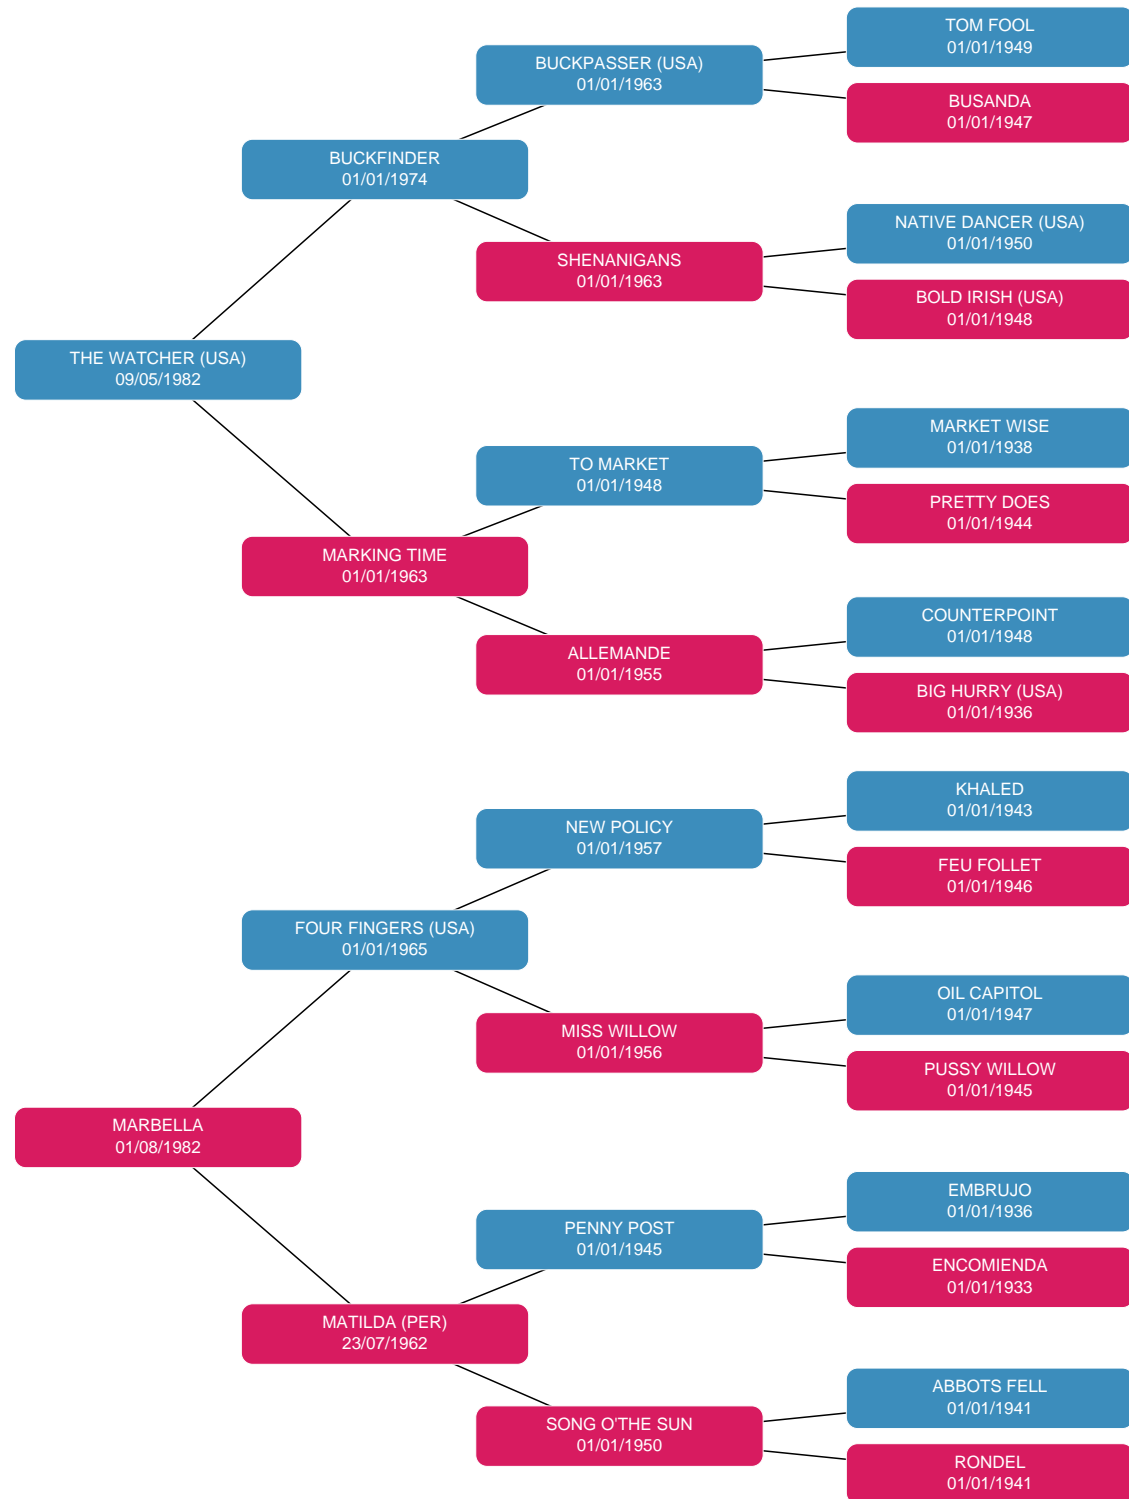 TOM FOOL
01/01/1949
BUCKPASSER (USA)
01/01/1963
BUSANDA
01/01/1947
BUCKFINDER
01/01/1974
NATIVE DANCER (USA)
01/01/1950
SHENANIGANS
01/01/1963
BOLD IRISH (USA)
01/01/1948
THE WATCHER (USA)
09/05/1982
MARKET WISE
01/01/1938
TO MARKET
01/01/1948
PRETTY DOES
01/01/1944
MARKING TIME
01/01/1963
COUNTERPOINT
01/01/1948
ALLEMANDE
01/01/1955
BIG HURRY (USA)
01/01/1936
KHALED
01/01/1943
NEW POLICY
01/01/1957
FEU FOLLET
01/01/1946
FOUR FINGERS (USA)
01/01/1965
OIL CAPITOL
01/01/1947
MISS WILLOW
01/01/1956
PUSSY WILLOW
01/01/1945
MARBELLA
01/08/1982
EMBRUJO
01/01/1936
PENNY POST
01/01/1945
ENCOMIENDA
01/01/1933
MATILDA (PER)
23/07/1962
ABBOTS FELL
01/01/1941
SONG O'THE SUN
01/01/1950
RONDEL
01/01/1941